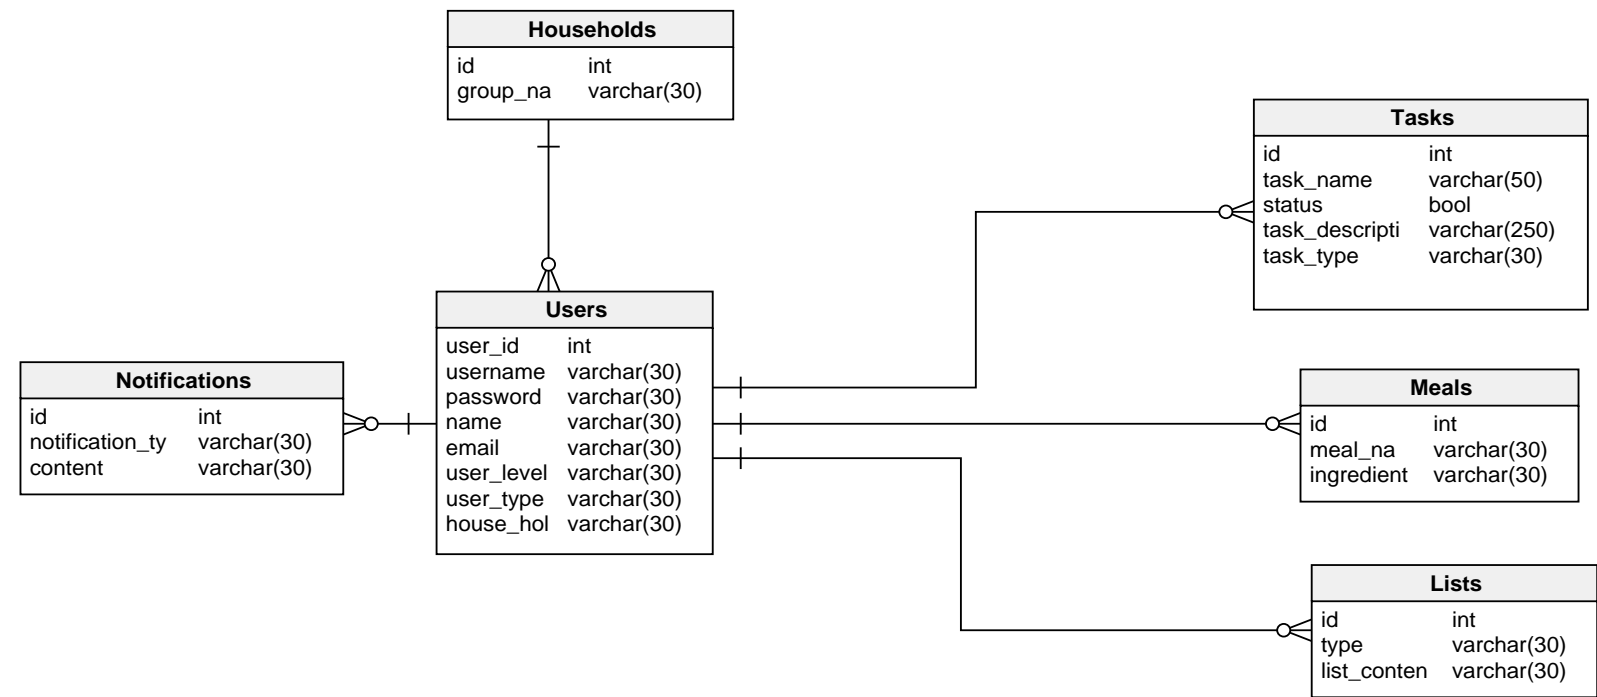 Households
id int
group_na varchar(30)
Tasks
id int
task_name varchar(50)
status bool
task_descripti varchar(250)
task_type varchar(30)
Users
user_id int
username varchar(30)
password varchar(30)
name varchar(30)
email varchar(30)
user_level varchar(30)
user_type varchar(30)
house_hol varchar(30)
Notifications
id int
notification_ty varchar(30)
content varchar(30)
Meals
id int
meal_na varchar(30)
ingredient varchar(30)
Lists
id int
type varchar(30)
list_conten varchar(30)